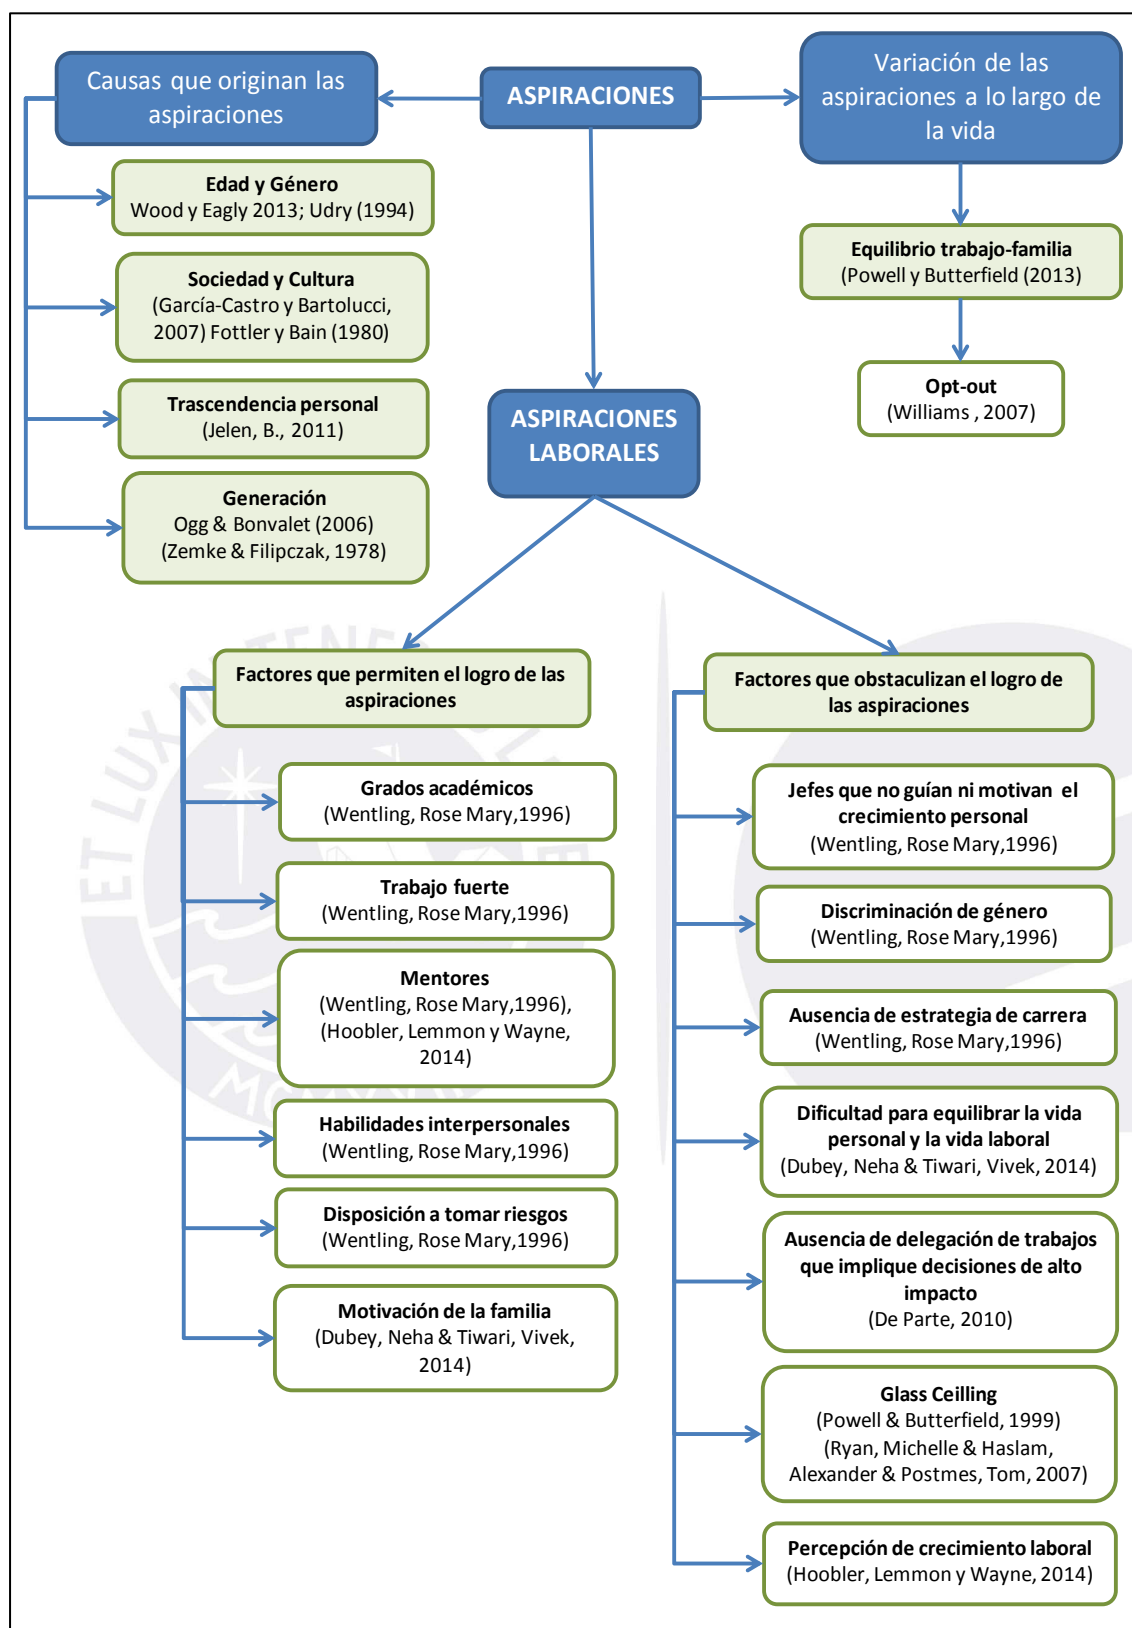 Causas que originan las
aspiraciones
ASPIRACIONES
Variación de las
aspiraciones a lo largo de
la vida
Edad y Género
Wood y Eagly 2013; Udry (1994)
Sociedad y Cultura
(García-Castro y Bartolucci,
2007) Fottler y Bain (1980)
Trascendencia personal
(Jelen, B., 2011)
Generación
Ogg & Bonvalet (2006)
(Zemke & Filipczak, 1978)
Equilibrio trabajo-familia
(Powell y Butterfield (2013)
Opt-out
(Williams , 2007)
ASPIRACIONES
LABORALES
Factores que permiten el logro de las
aspiraciones
Grados académicos
(Wentling, Rose Mary,1996)
Trabajo fuerte
(Wentling, Rose Mary,1996)
Mentores
(Wentling, Rose Mary,1996),
(Hoobler, Lemmon y Wayne,
2014)
Habilidades interpersonales
(Wentling, Rose Mary,1996)
Disposición a tomar riesgos
(Wentling, Rose Mary,1996)
Motivación de la familia
(Dubey, Neha & Tiwari, Vivek,
2014)
Factores que obstaculizan el logro de
las aspiraciones
Jefes que no guían ni motivan  el
crecimiento personal
(Wentling, Rose Mary,1996)
Discriminación de género
(Wentling, Rose Mary,1996)
Ausencia de estrategia de carrera
(Wentling, Rose Mary,1996)
Dificultad para equilibrar la vida
personal y la vida laboral
(Dubey, Neha & Tiwari, Vivek, 2014)
Ausencia de delegación de trabajos
que implique decisiones de alto
impacto
(De Parte, 2010)
Glass Ceilling
(Powell & Butterfield, 1999)
(Ryan, Michelle & Haslam,
Alexander & Postmes, Tom, 2007)
Percepción de crecimiento laboral
(Hoobler, Lemmon y Wayne, 2014)
ET LUX IN